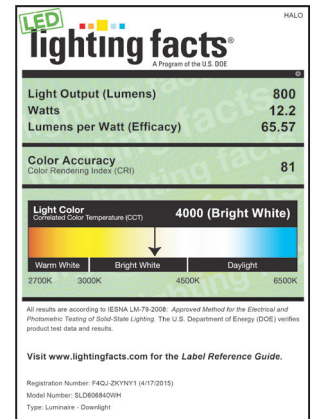 HALO
LED
lighting facts®
A Program of the U.S. DOE
Light Output (Lumens) 800
Watts 12.2
Lumens per Watt (Efficacy) 65.57
Color Accuracy 81
Color Rendering Index (CRI)
Light Color 4000 (Bright White)
Correlated Color Temperature (CCT)
Warm White Bright White Daylight
2700K 3000K 4500K 6500K
All results are according to IESNA LM-79-2008: Approved Method for the Electrical and
Photometric Testing of Solid-State Lighting. The U.S. Department of Energy (DOE) verifies
product test data and results.
Visit www.lightingfacts.com for the Label Reference Guide.
Registration Number: F4QJ-ZKYNY1 (4/17/2015)
Model Number: SLD606840WH
Type: Luminaire - Downlight